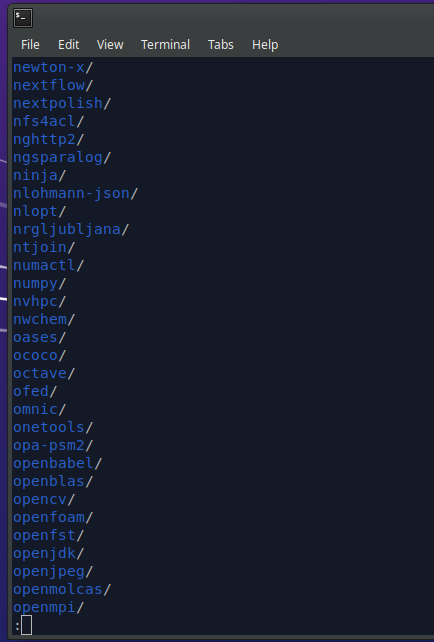 $_
File Edit View Terminal Tabs Help
newton-x/
nextflow/
nextpolish/
nfs4acl/
nghttp2/
ngsparalog/
ninja/
nlohmann-json/
nlopt/
nrgljubljana/
ntjoin/
numactl/
numpy/
nvhpc/
nwchem/
oases/
ococo/
octave/
ofed/
omnic/
onetools/
opa-psm2/
openbabel/
openblas/
opencv/
openfoam/
openfst/
openjdk/
openjpeg/
openmolcas/
openmpi/
: